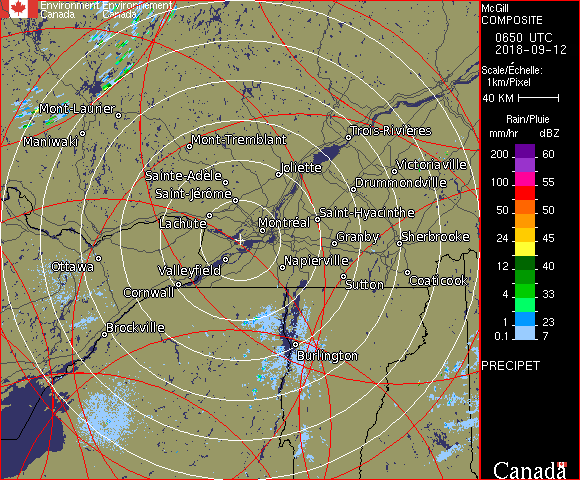 Environment Environnement
Canada Canada
Mont-Laurier
Maniwaki
Mont-Tremblant
Trois-Rivières
Sainte-Adèle
Joliette
Victoriaville
Saint-Jérôme
Drummondville
Lachute
Montréal
Saint-Hyacinthe
Granby
Sherbrooke
Ottawa
Valleyfield
Napierville
Cornwall
Sutton
Coaticook
Brockville
Burlington
McGill
COMPOSITE
0650 UTC
2018-09-12
Scale/Échelle:
1km/Pixel
40 KM
Rain/Pluie
mm/hr dBZ
200 60
100 55
50 50
24 45
12 40
4 33
1 23
0.1 7
PRECIPET
Canada